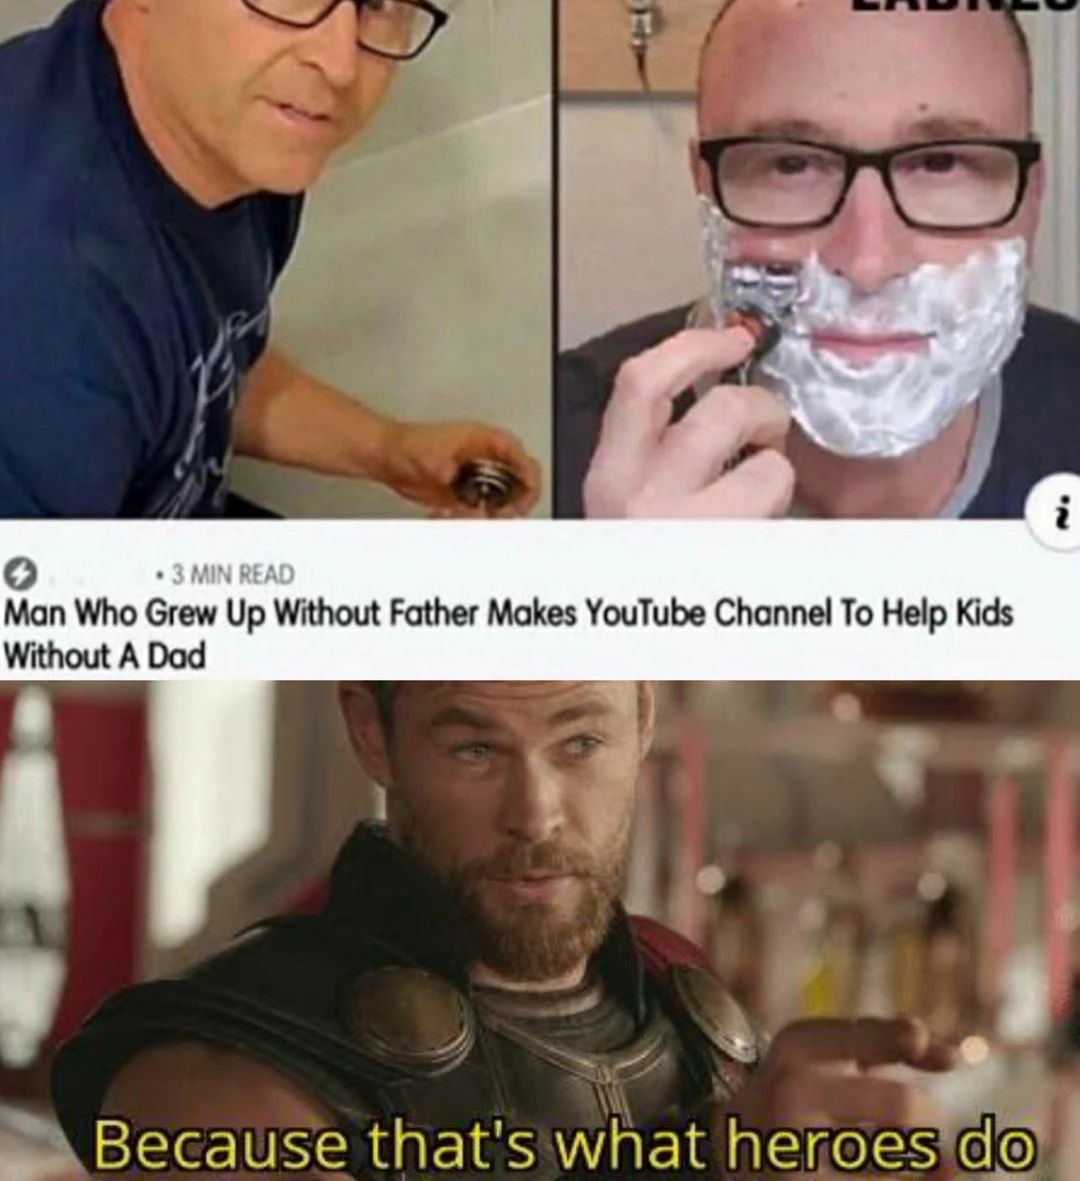 • 3 MIN READ
Man Who Grew Up Without Father Makes YouTube Channel To Help Kids
Without A Dad
Because that's what heroes do